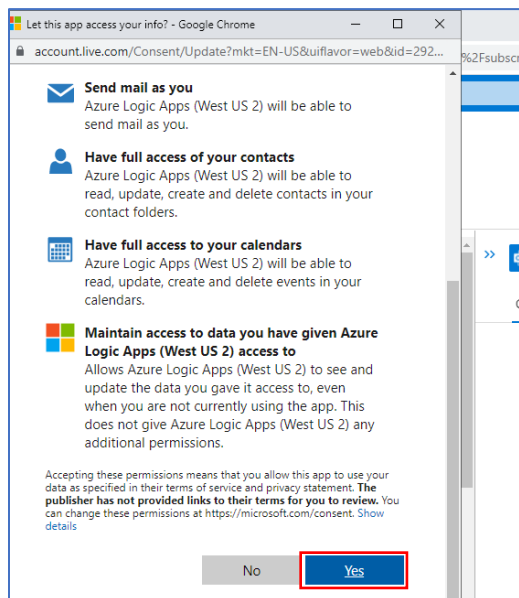 Let this app access your info? - Google Chrome
account.live.com/Consent/Update?mkt=EN-US&uiflavor=web&id=292...
%2Fsubscr
Send mail as you
Azure Logic Apps (West US 2) will be able to
send mail as you.
Have full access of your contacts
Azure Logic Apps (West US 2) will be able to
read, update, create and delete contacts in your
contact folders.
Have full access to your calendars
Azure Logic Apps (West US 2) will be able to
read, update, create and delete events in your
calendars.
Maintain access to data you have given Azure
Logic Apps (West US 2) access to
Allows Azure Logic Apps (West US 2) to see and
update the data you gave it access to, even
when you are not currently using the app. This
does not give Azure Logic Apps (West US 2) any
additional permissions.
Accepting these permissions means that you allow this app to use your
data as specified in their terms of service and privacy statement. The
publisher has not provided links to their terms for you to review. You
can change these permissions at https://microsoft.com/consent. Show
details
No
Yes